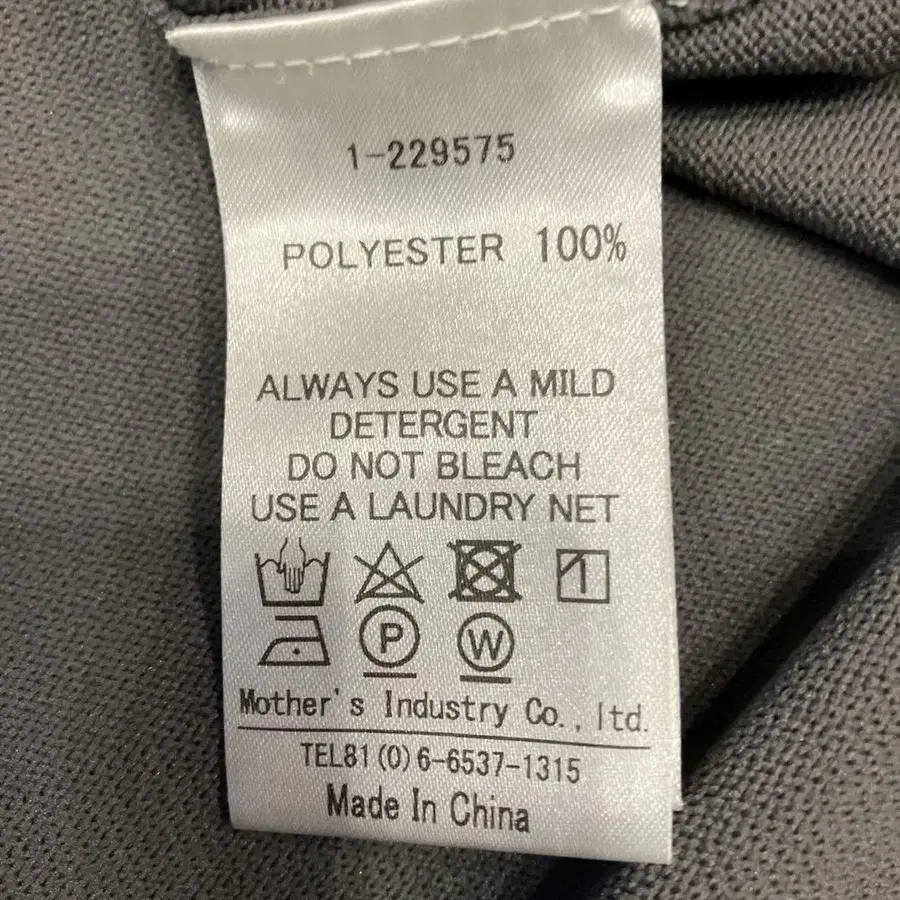 1-229575
POLYESTER 100%
ALWAYS USE A MILD
DETERGENT
DO NOT BLEACH
USE A LAUNDRY NET
P W
Mother's Industry Co., ltd.
TEL81(0)6-6537-1315
Made In China